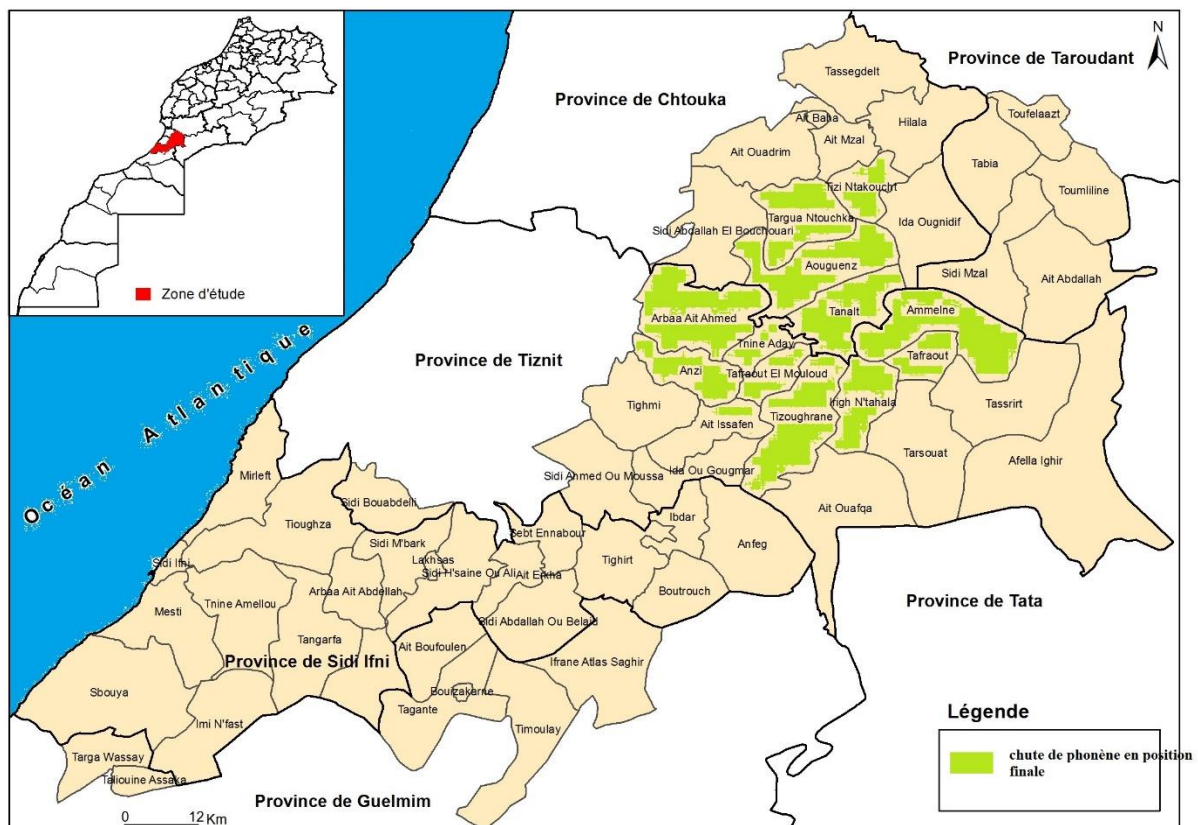 N
Province de Taroudant
Tassegdelt
Province de Chtouka
Toufelaazt
Ait Baha
Hilala
Ait Mzal
Ait Ouadrim
Tabia
Tizi Ntakoucht
Toumliline
Targua Ntouchka
Ida Ougnidif
Sidi Abdallah El Bouchouari
Aouguenz
Sidi Mzal
Ait Abdallah
Zone d'étude
Arbaa Ait Ahmed
Tanalt
Ammelne
Océan Atlantique
Tnine Aday
Province de Tiznit
Tafraout
Anzi
Tafraout El Mouloud
Tighmi
Irigh N'tahala
Tassrirt
Tizoughrane
Ait Issafen
Tarsouat
Afella Ighir
Mirleft
Sidi Ahmed Ou Moussa
Ida Ou Gougmar
Sidi Bouabdelli
Ait Ouafqa
Tioughza
Ibdar
Sebt Ennabour
Sidi M'bark
Anfeg
Sidi Ifni
Lakhsas
Tighirt
Sidi H'saine Ou Ali
Ait Erkha
Arbaa Ait Abdellah
Boutrouch
Mesti
Tnine Amellou
Province de Tata
Sidi Abdallah Ou Belaid
Tangarfa
Ait Boufoulen
Province de Sidi Ifni
Ifrane Atlas Saghir
Sbouya
Bouizakarne
Tagante
Imi N'fast
Timoulay
Targa Wassay
Taliouine Assaka
Province de Guelmim
0 12 Km
Légende
chute de phonène en position
finale